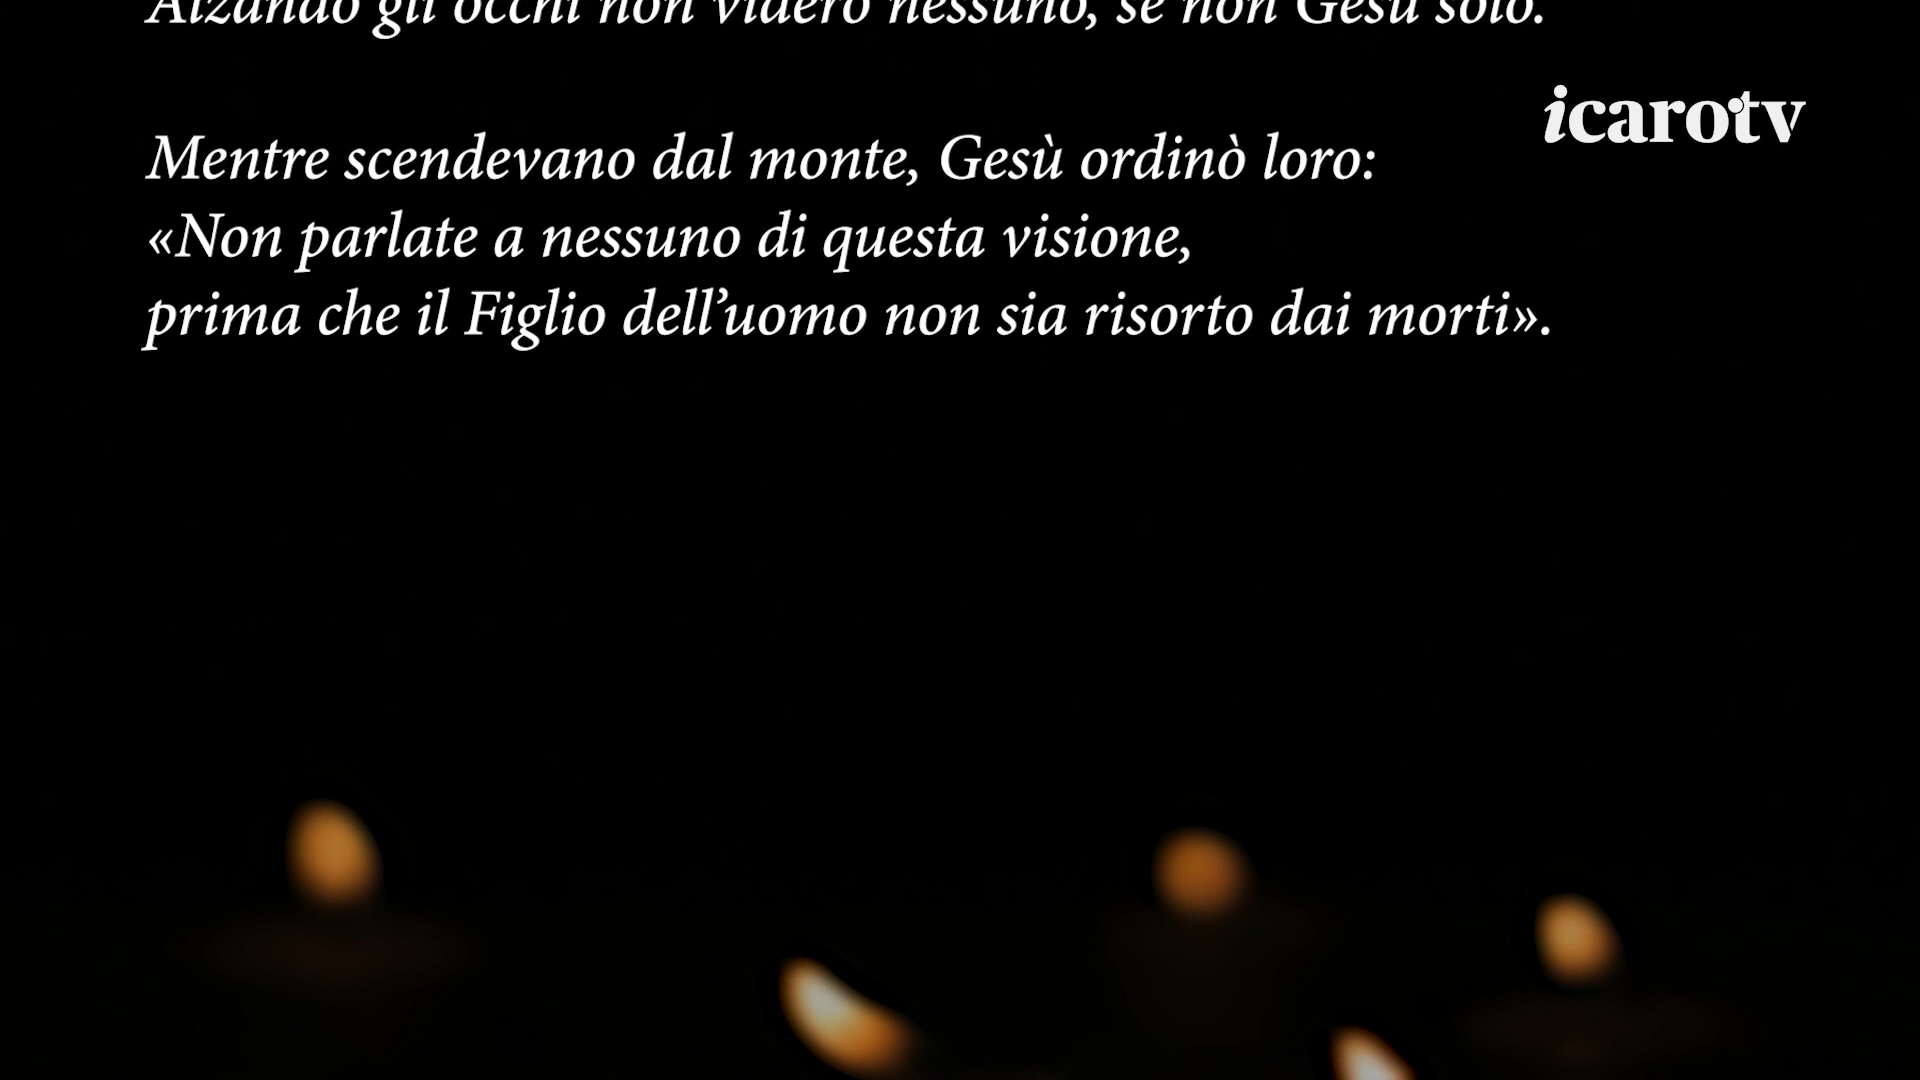 Alzando gli occhi non videro nessuno, se non Gesù solo.
icarotv
Mentre scendevano dal monte, Gesù ordinò loro:
«Non parlate a nessuno di questa visione,
prima che il Figlio dell’uomo non sia risorto dai morti».